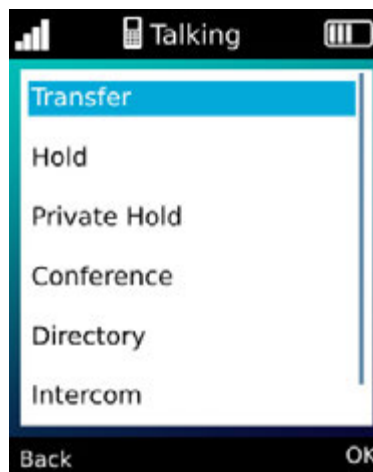 Talking
Transfer
Hold
Private Hold
Conference
Directory
Intercom
Back OK